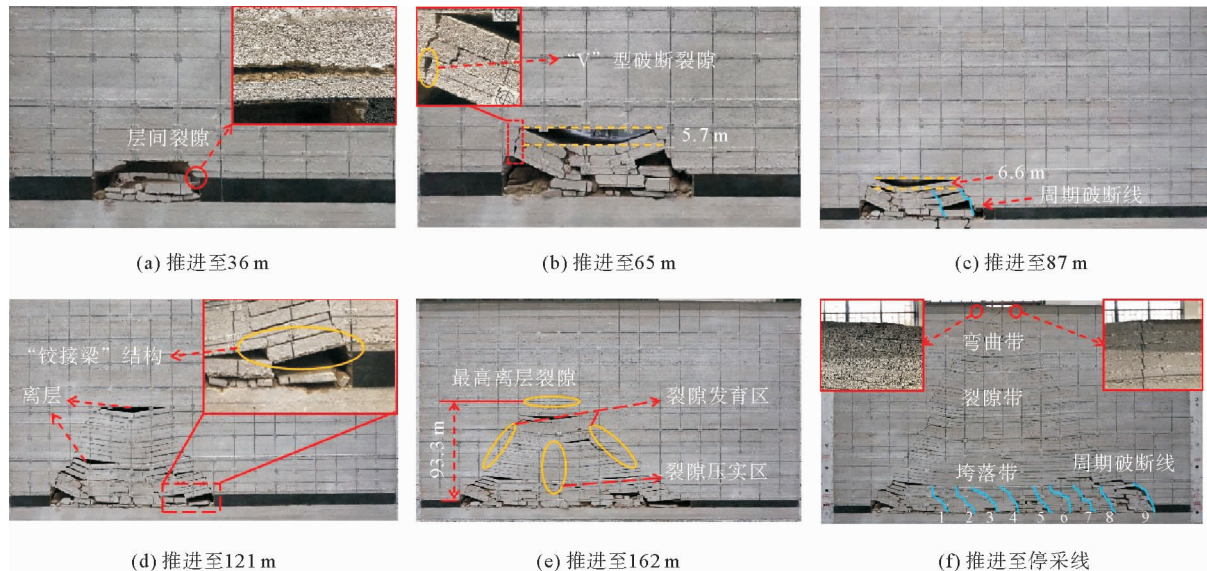 层间裂隙
(a) 推进至36 m
“V”型破断裂隙
5.7 m
(b) 推进至65 m
6.6 m
周期破断线
1 2
(c) 推进至87 m
“铰接梁”结构
离层
(d) 推进至121 m
最高离层裂隙
裂隙发育区
93.3 m
裂隙压实区
(e) 推进至162 m
弯曲带
裂隙带
周期破断线
垮落带
1 2 3 4 5 6 7 8 9
(f) 推进至停采线